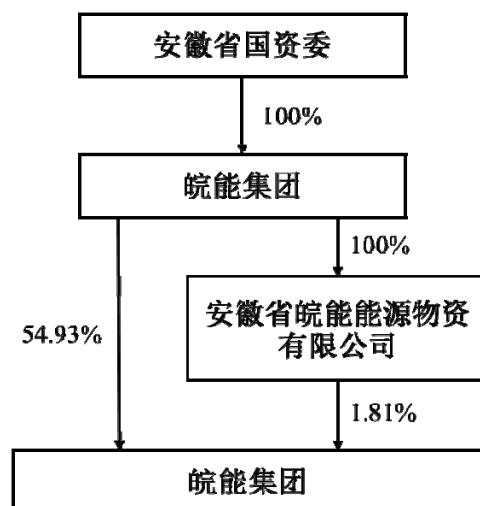 安徽省国资委
100%
皖能集团
100%
54.93%
安徽省皖能能源物资
有限公司
1.81%
皖能集团